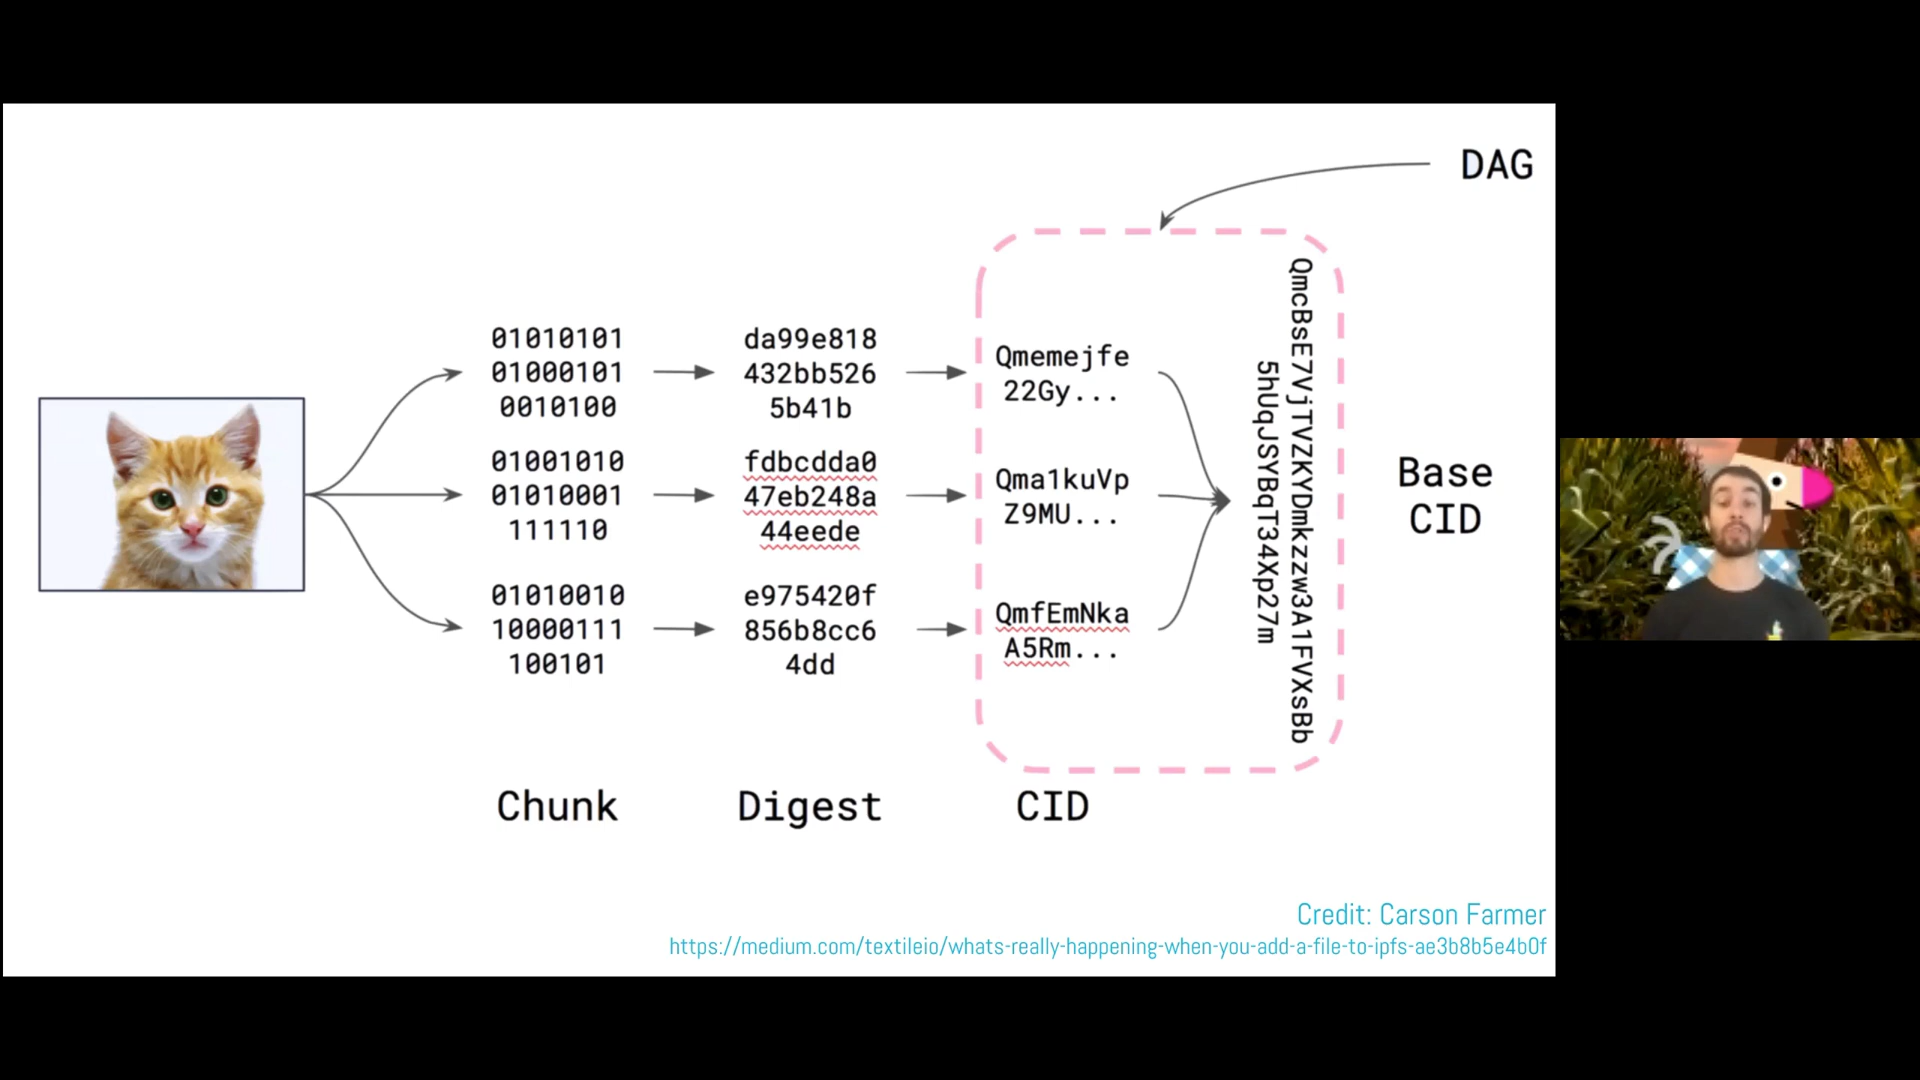 DAG
01010101
01000101
0010100
da99e818
432bb526
5b41b
Qmemejfe
22Gy...
01001010
01010001
111110
fdbcdda0
47eb248a
44eede
Qma1kuVp
Z9MU...
01010010
10000111
100101
e975420f
856b8cc6
4dd
QmfEmNka
A5Rm...
QmcBsE7VjTVZKYDmkzzw3A1FVXsBb
5hUqJSYBqT34Xp27m
Base
CID
Chunk
Digest
CID
Credit: Carson Farmer
https://medium.com/textileio/whats-really-happening-when-you-add-a-file-to-ipfs-ae3b8b5e4b0f